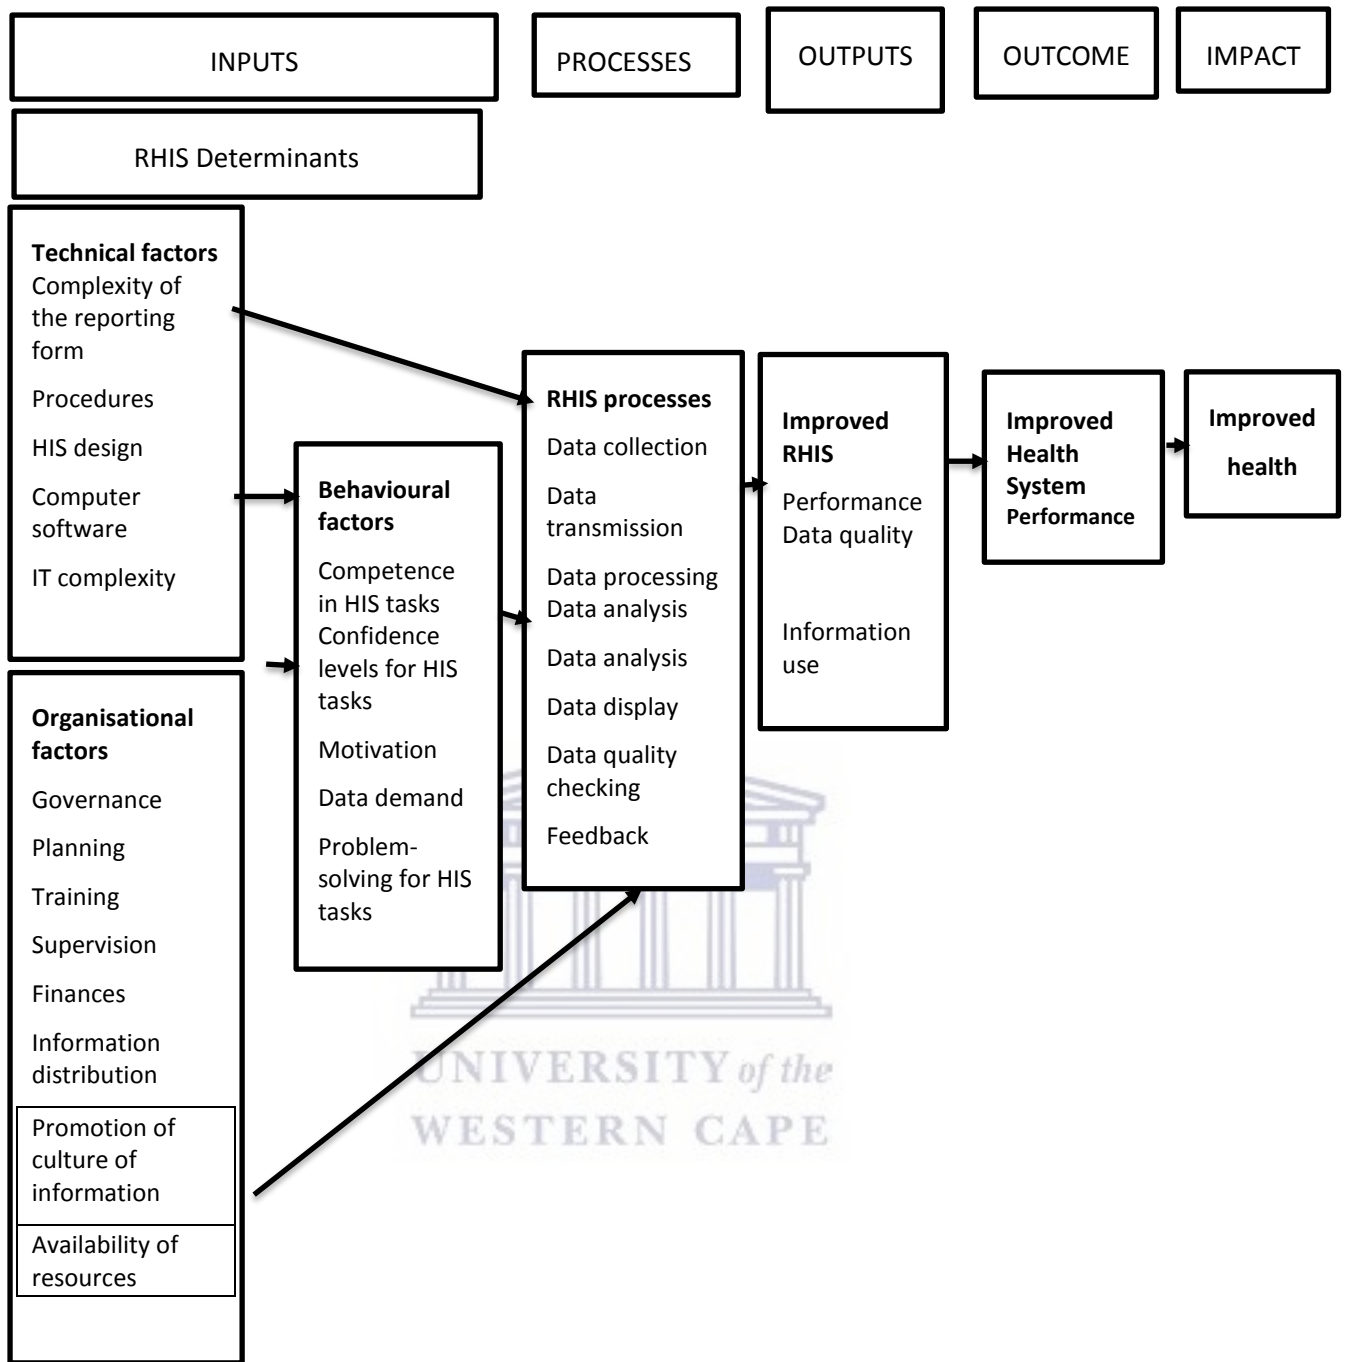 INPUTS
PROCESSES
OUTPUTS
OUTCOME
IMPACT
RHIS Determinants
Technical factors
Complexity of
the reporting
form
Procedures
HIS design
Computer
software
IT complexity
Organisational
factors
Governance
Planning
Training
Supervision
Finances
Information
distribution
Promotion of
culture of
information
Availability of
resources
Behavioural
factors
Competence
in HIS tasks
Confidence
levels for HIS
tasks
Motivation
Data demand
Problem-
solving for HIS
tasks
RHIS processes
Data collection
Data
transmission
Data processing
Data analysis
Data analysis
Data display
Data quality
checking
Feedback
Improved
RHIS
Performance
Data quality
Information
use
Improved
Health
System
Performance
Improved
health
UNIVERSITY of the
WESTERN CAPE